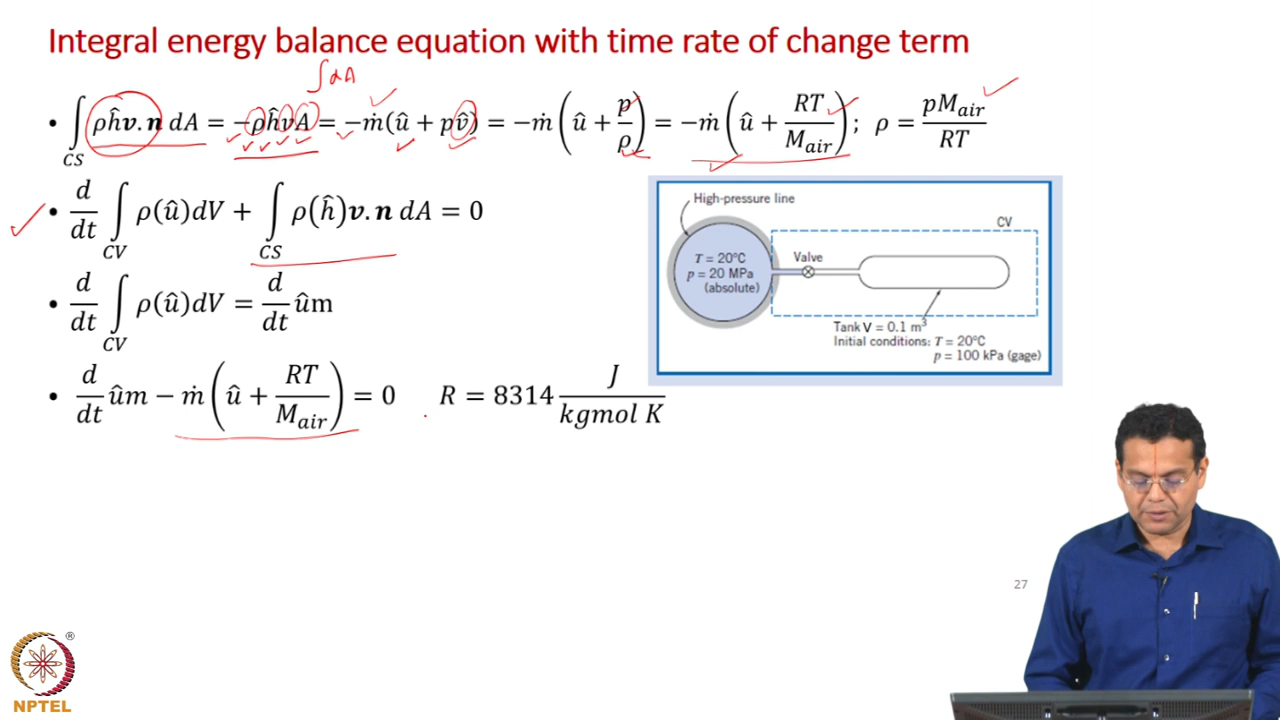 Integral energy balance equation with time rate of change term
∫dA
• ∫_CS ρĥv.n dA = −ρĥvA = −ṁ(û + pv̂) = −ṁ(û + p/ρ) = −ṁ(û + RT/M_air); ρ = pM_air/RT
• d/dt ∫_CV ρ(û)dV + ∫_CS ρ(ĥ)v.n dA = 0
• d/dt ∫_CV ρ(û)dV = d/dt ûm
• d/dt ûm − ṁ(û + RT/M_air) = 0 R = 8314 J/kgmol K
High-pressure line
CV
T = 20°C
p = 20 MPa
(absolute)
Valve
Tank V = 0.1 m³
Initial conditions: T = 20°C
p = 100 kPa (gage)
27
®
NPTEL